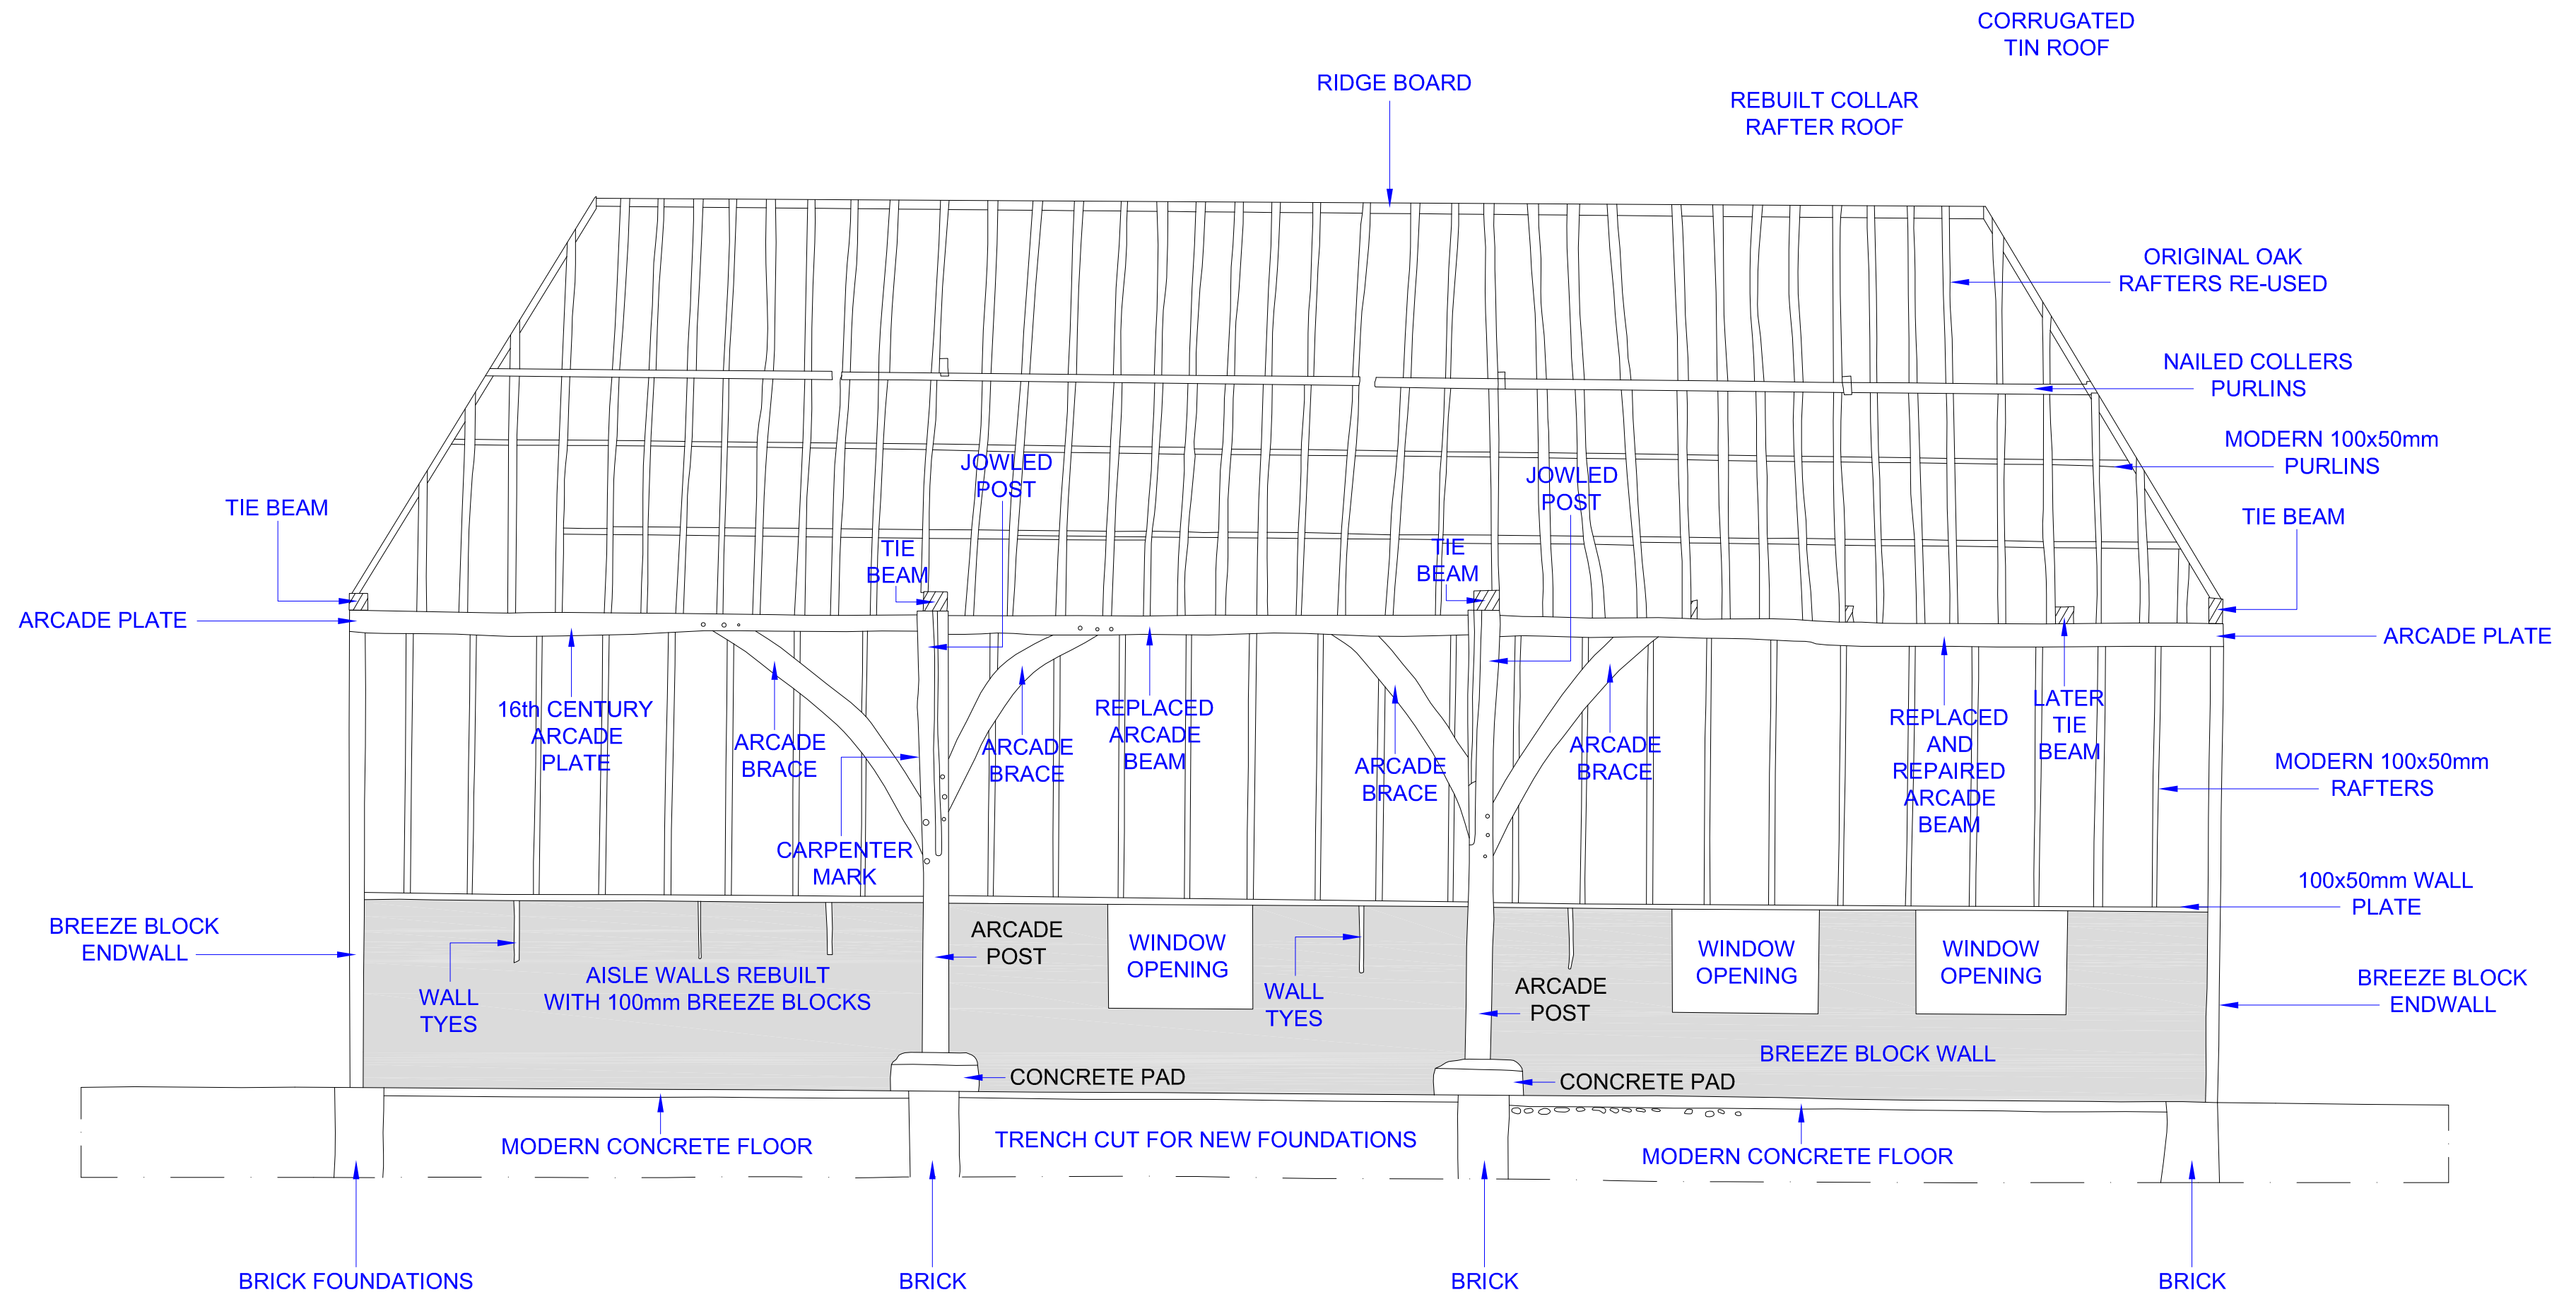 CORRUGATED
TIN ROOF
RIDGE BOARD
REBUILT COLLAR
RAFTER ROOF
ORIGINAL OAK
RAFTERS RE-USED
NAILED COLLERS
PURLINS
MODERN 100x50mm
PURLINS
JOWLED
POST
JOWLED
POST
TIE BEAM
TIE BEAM
TIE
BEAM
TIE
BEAM
ARCADE PLATE
ARCADE PLATE
16th CENTURY
ARCADE
PLATE
ARCADE
BRACE
ARCADE
BRACE
REPLACED
ARCADE
BEAM
ARCADE
BRACE
ARCADE
BRACE
REPLACED
AND
REPAIRED
ARCADE
BEAM
LATER
TIE
BEAM
MODERN 100x50mm
RAFTERS
CARPENTER
MARK
100x50mm WALL
PLATE
BREEZE BLOCK
ENDWALL
WALL
TYES
AISLE WALLS REBUILT
WITH 100mm BREEZE BLOCKS
ARCADE
POST
WINDOW
OPENING
WALL
TYES
ARCADE
POST
WINDOW
OPENING
WINDOW
OPENING
BREEZE BLOCK
ENDWALL
BREEZE BLOCK WALL
CONCRETE PAD
CONCRETE PAD
MODERN CONCRETE FLOOR
TRENCH CUT FOR NEW FOUNDATIONS
MODERN CONCRETE FLOOR
BRICK FOUNDATIONS
BRICK
BRICK
BRICK